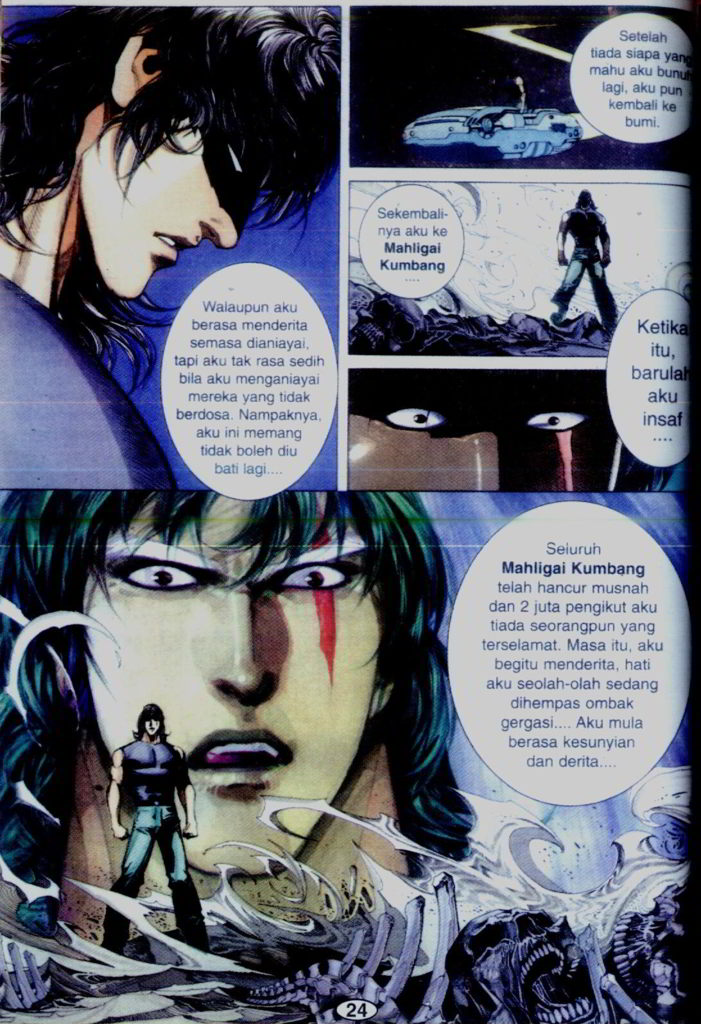 Walaupun aku
berasa menderita
semasa dianiayai,
tapi aku tak rasa sedih
bila aku menganiayai
mereka yang tidak
berdosa. Nampaknya,
aku ini memang
tidak boleh diu
bati lagi....
Setelah
tiada siapa yang
mahu aku bunuh
lagi, aku pun
kembali ke
bumi.
Sekembali-
nya aku ke
Mahligai
Kumbang
....
Ketika
itu,
barulah
aku
insaf
....
Seluruh
Mahligai Kumbang
telah hancur musnah
dan 2 juta pengikut aku
tiada seorangpun yang
terselamat. Masa itu, aku
begitu menderita, hati
aku seolah-olah sedang
dihempas ombak
gergasi.... Aku mula
berasa kesunyian
dan derita....
24